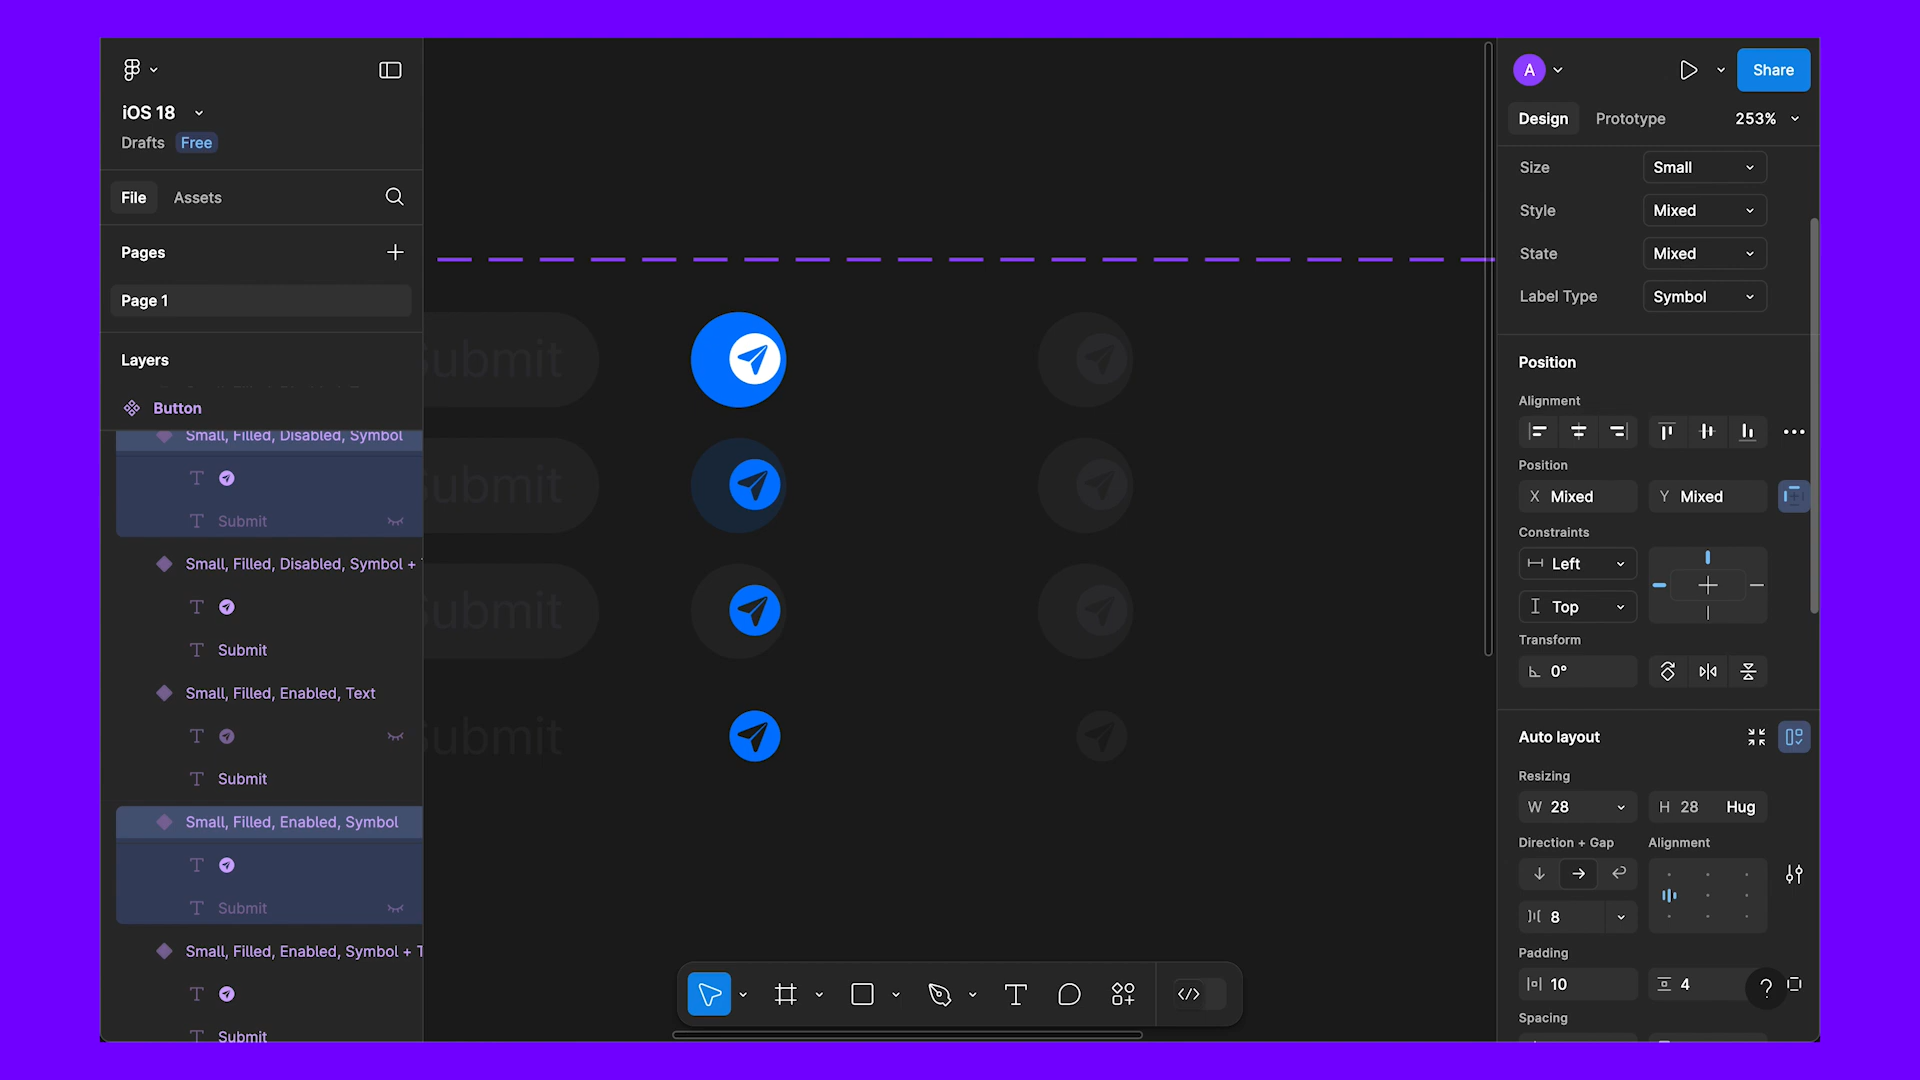 iOS 18
Drafts Free
File Assets
Pages
Page 1
Layers
Button
Small, Filled, Disabled, Symbol
Submit
Small, Filled, Disabled, Symbol +
Submit
Small, Filled, Enabled, Text
Submit
Small, Filled, Enabled, Symbol
Submit
Small, Filled, Enabled, Symbol + T
Submit
Submit
Submit
Submit
Submit
A
Share
Design Prototype 253%
Size Small
Style Mixed
State Mixed
Label Type Symbol
Position
Alignment
Position
X Mixed Y Mixed
Constraints
Left
Top
Transform
0°
Auto layout
Resizing
W 28 H 28 Hug
Direction + Gap Alignment
8
Padding
10 4 ?
Spacing